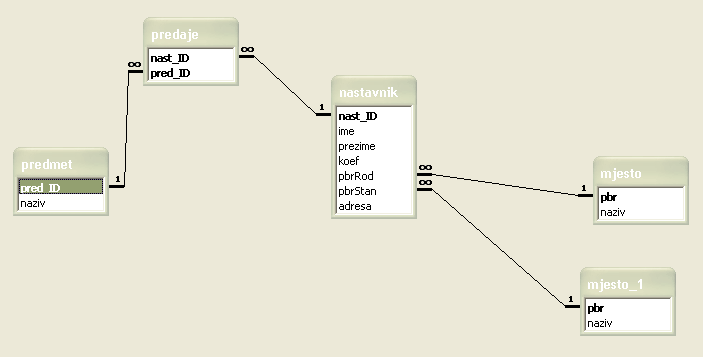 predaje
nast_ID
pred_ID
∞
∞
1
predmet
pred_ID
naziv
1
nastavnik
nast_ID
ime
prezime
koef
pbrRod
pbrStan
adresa
∞
∞
1
mjesto
pbr
naziv
1
mjesto_1
pbr
naziv